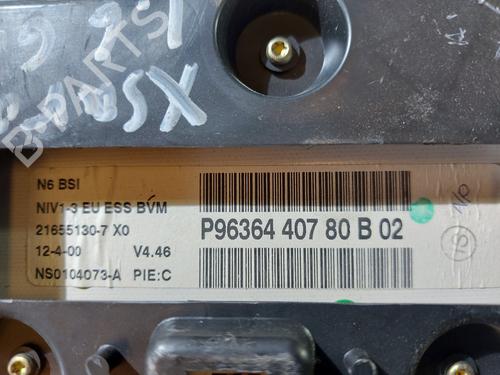 B-PARTS
XSA
N6 BSI
NIV1-3 EU ESS BVM
21655130-7 X0
12-4-00 V4.46
NS0104073-A PIE:C
P96364 407 80 B 02